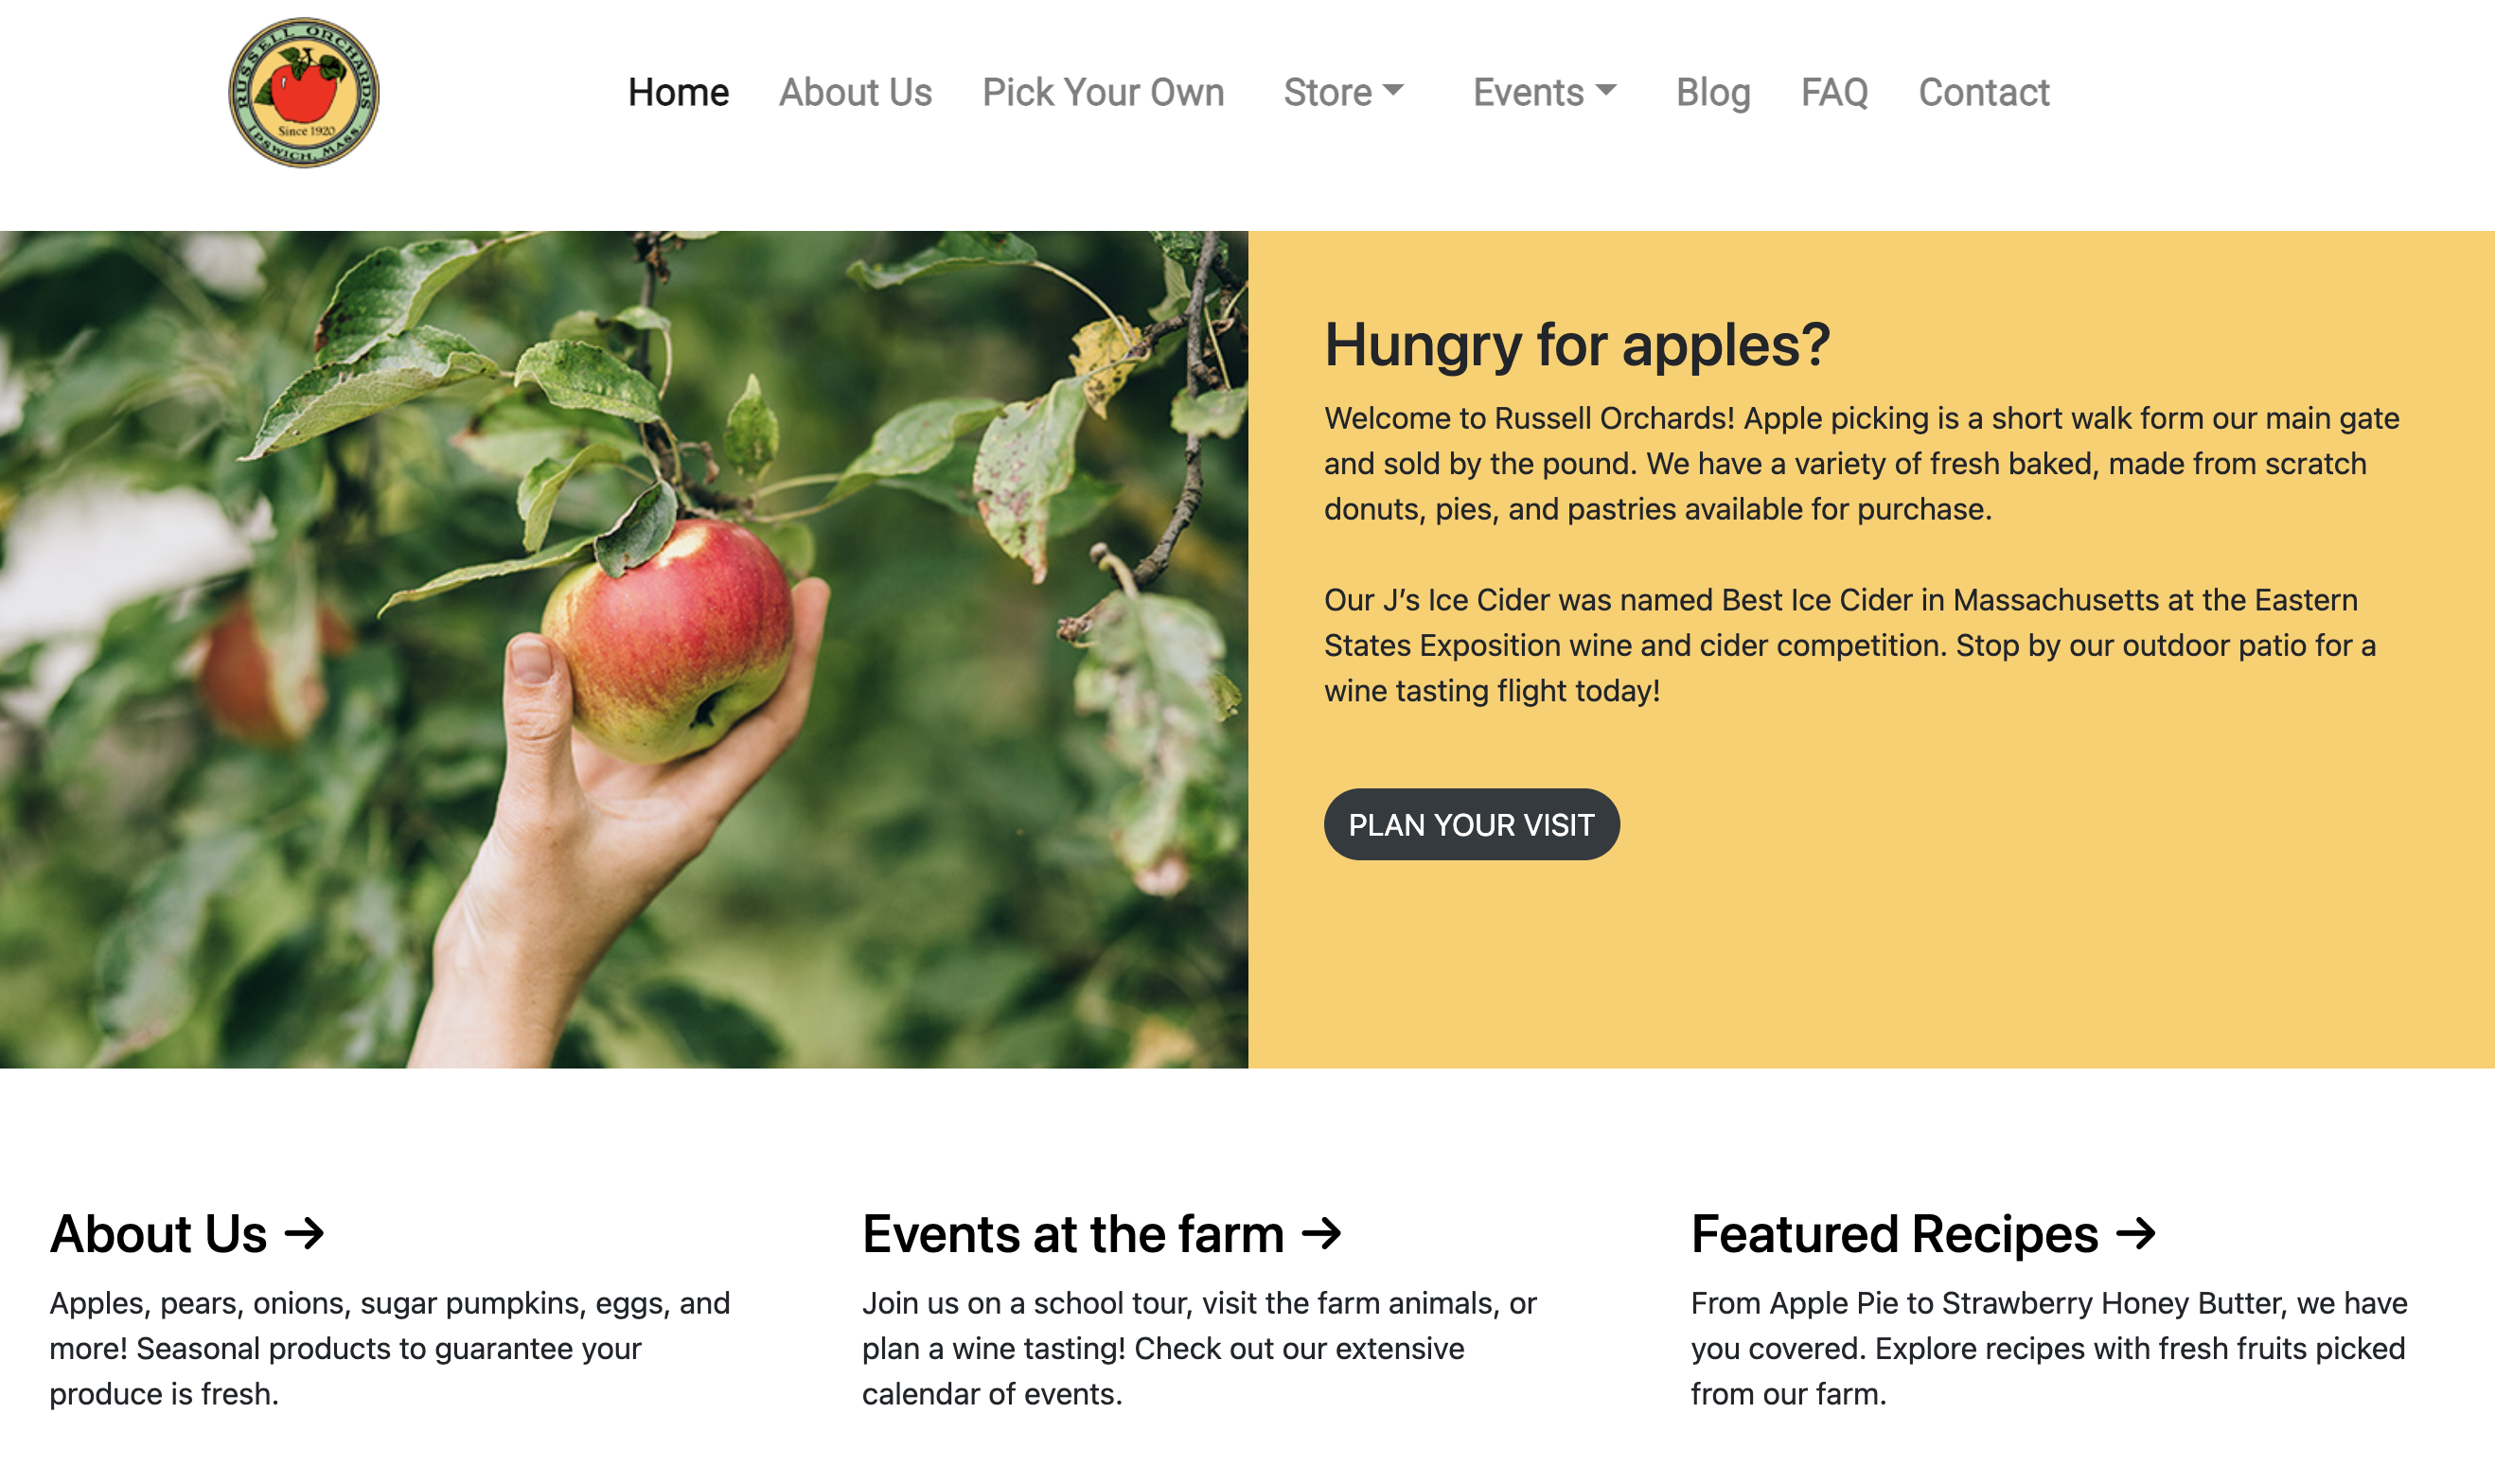 RUSSELL ORCHARDS
Since 1920
IPSWICH, MASS.
Home About Us Pick Your Own Store Events Blog FAQ Contact
Hungry for apples?
Welcome to Russell Orchards! Apple picking is a short walk form our main gate
and sold by the pound. We have a variety of fresh baked, made from scratch
donuts, pies, and pastries available for purchase.
Our J’s Ice Cider was named Best Ice Cider in Massachusetts at the Eastern
States Exposition wine and cider competition. Stop by our outdoor patio for a
wine tasting flight today!
PLAN YOUR VISIT
About Us →
Apples, pears, onions, sugar pumpkins, eggs, and
more! Seasonal products to guarantee your
produce is fresh.
Events at the farm →
Join us on a school tour, visit the farm animals, or
plan a wine tasting! Check out our extensive
calendar of events.
Featured Recipes →
From Apple Pie to Strawberry Honey Butter, we have
you covered. Explore recipes with fresh fruits picked
from our farm.